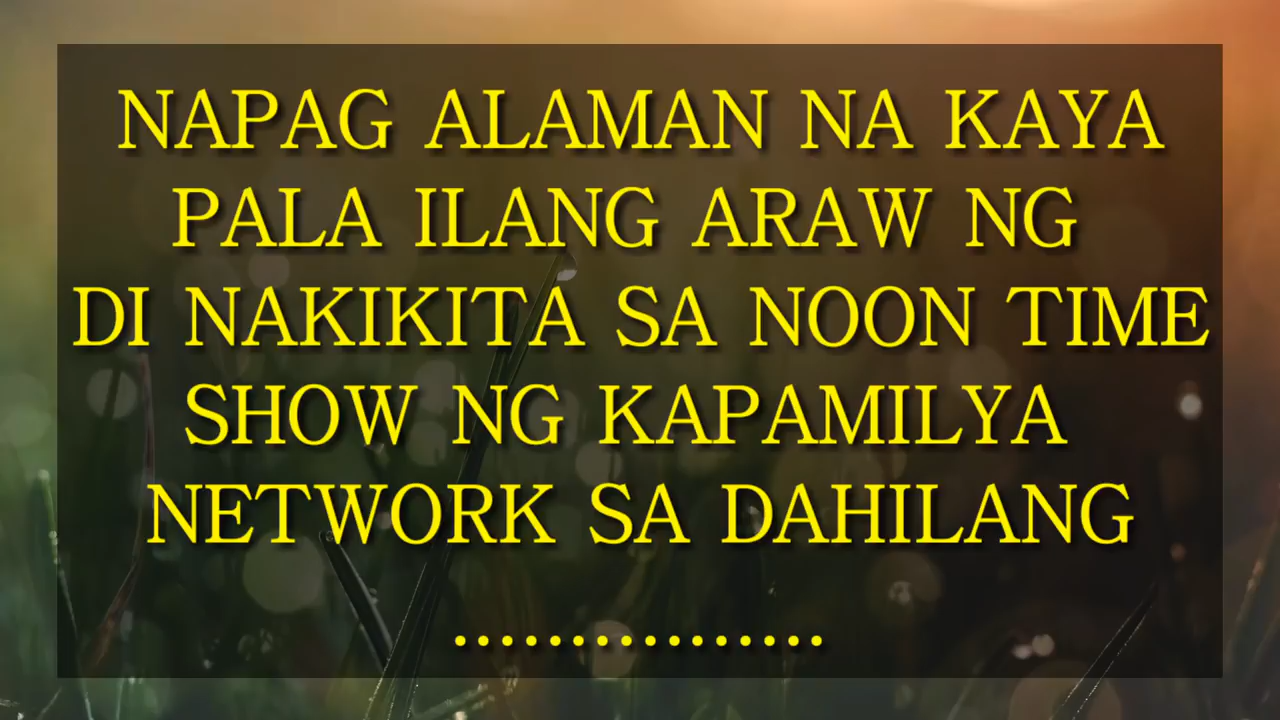 NAPAG ALAMAN NA KAYA
PALA ILANG ARAW NG
DI NAKIKITA SA NOON TIME
SHOW NG KAPAMILYA
NETWORK SA DAHILANG
................